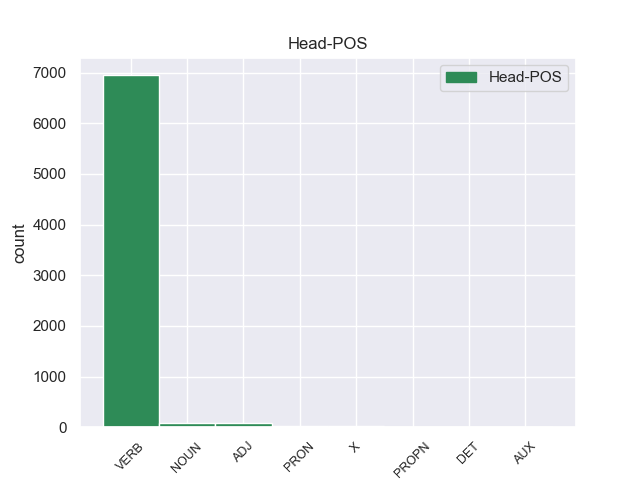 Head-POS
Head-POS
7000
6000
5000
4000
3000
2000
1000
0
count
VERB
NOUN
ADJ
PRON
X
PROPN
DET
AUX